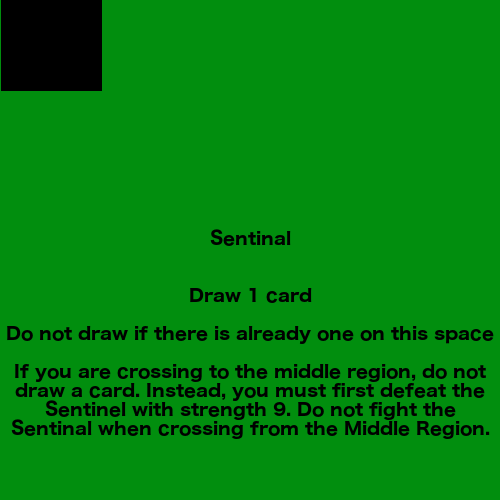 Sentinal
Draw 1 card
Do not draw if there is already one on this space
If you are crossing to the middle region, do not
draw a card. Instead, you must first defeat the
Sentinel with strength 9. Do not fight the
Sentinal when crossing from the Middle Region.